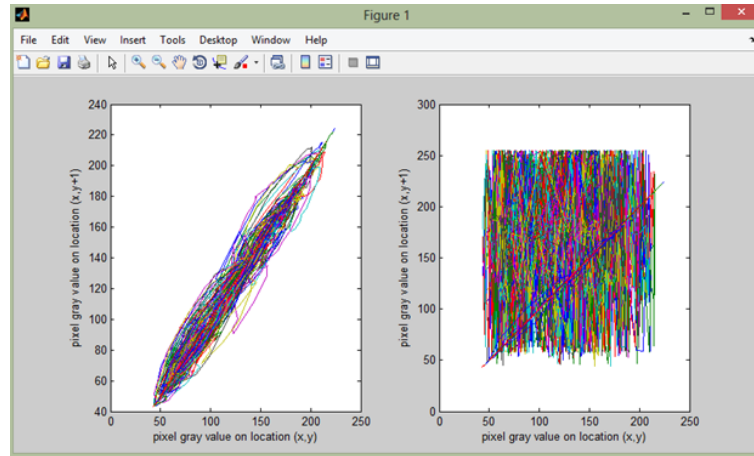 Figure 1
File Edit View Insert Tools Desktop Window Help
240
220
200
180
160
140
120
100
80
60
40
0 50 100 150 200 250
pixel gray value on location (x,y+1)
pixel gray value on location (x,y)
300
250
200
150
100
50
0
0 50 100 150 200 250
pixel gray value on location (x,y+1)
pixel gray value on location (x,y)